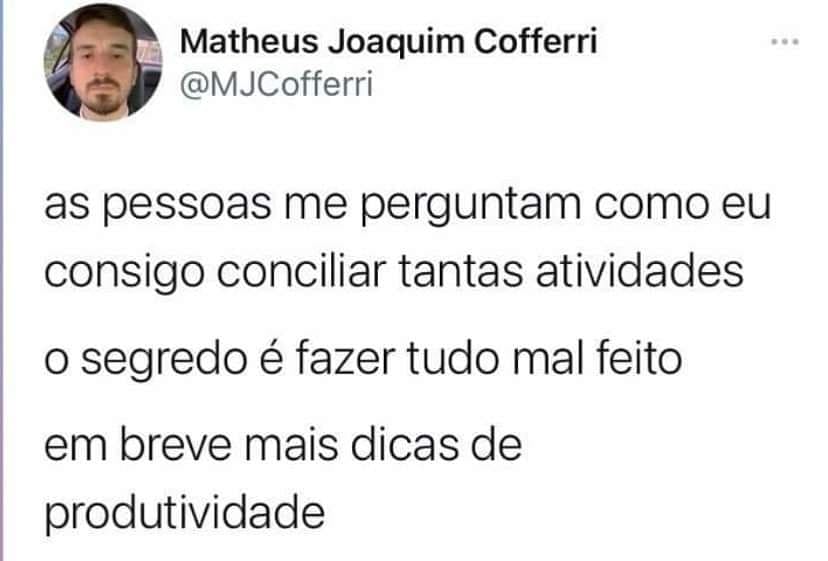 Matheus Joaquim Cofferri
@MJCofferri
as pessoas me perguntam como eu
consigo conciliar tantas atividades
o segredo é fazer tudo mal feito
em breve mais dicas de
produtividade